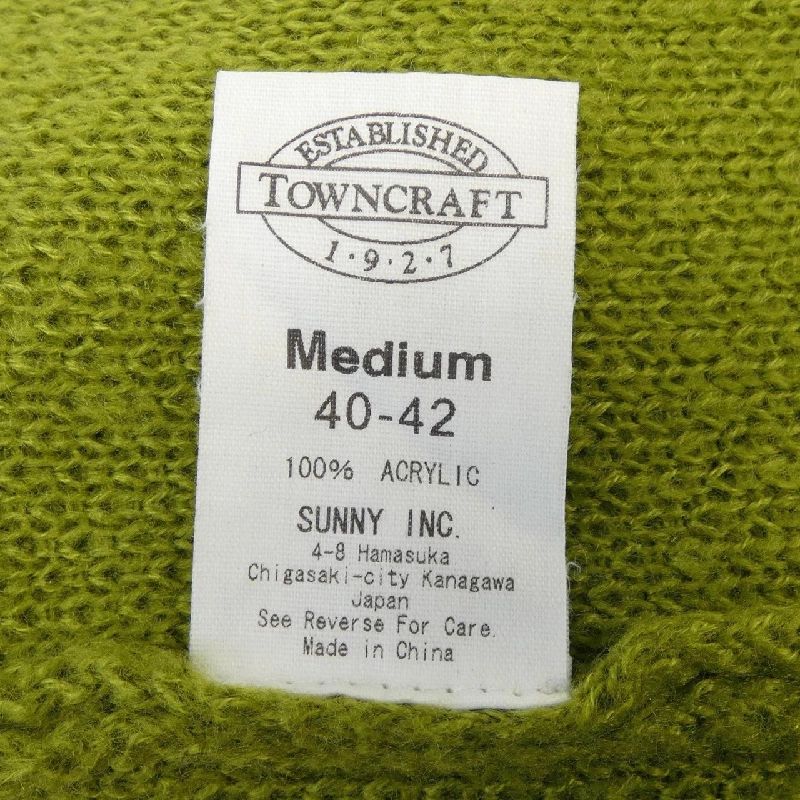 ESTABLISHED
TOWNCRAFT
1·9·2·7
Medium
40-42
100% ACRYLIC
SUNNY INC.
4-8 Hamasuka
Chigasaki-city Kanagawa
Japan
See Reverse For Care.
Made in China